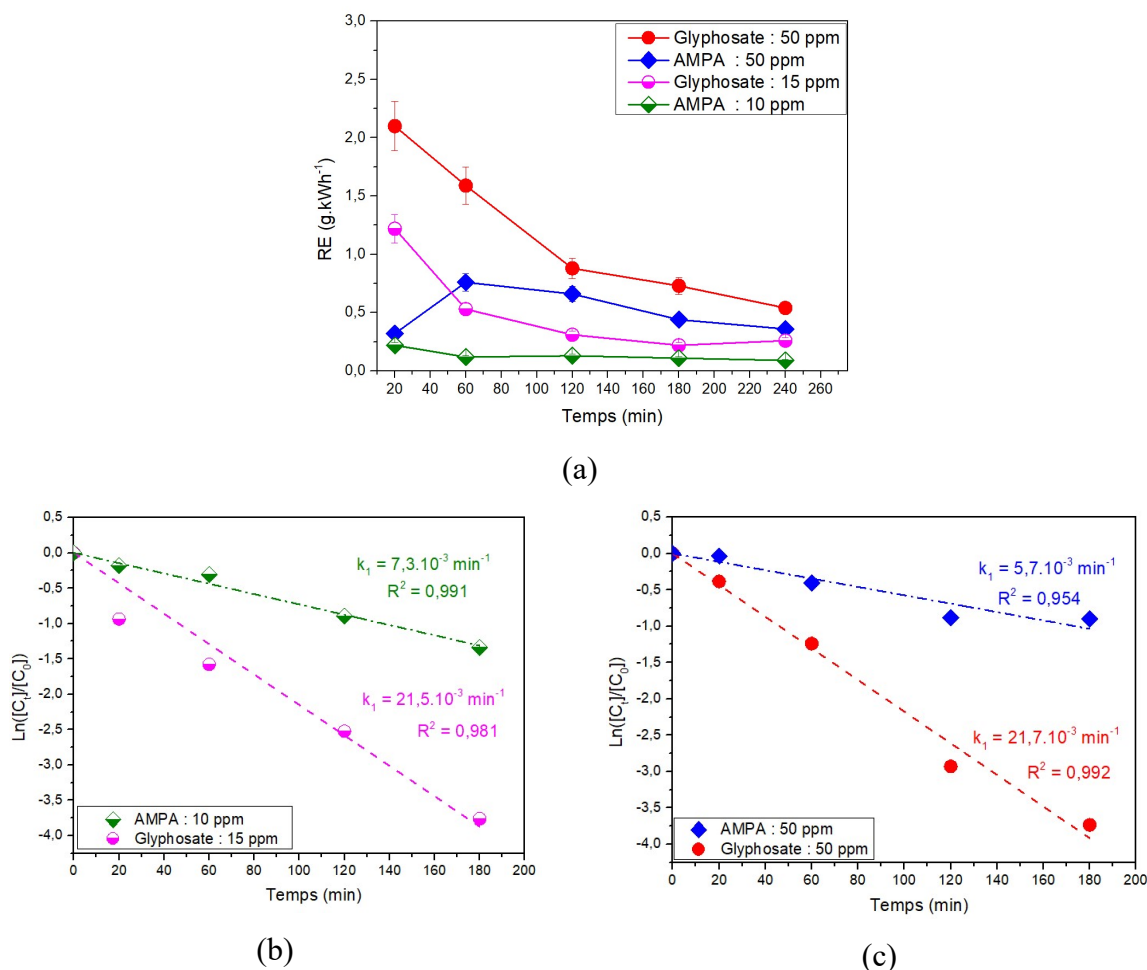 3,0
2,5
2,0
1,5
1,0
0,5
0,0
RE (g.kWh⁻¹)
Glyphosate : 50 ppm
AMPA : 50 ppm
Glyphosate : 15 ppm
AMPA : 10 ppm
20 40 60 80 100 120 140 160 180 200 220 240 260
Temps (min)
(a)
0,5
0,0
-0,5
-1,0
-1,5
-2,0
-2,5
-3,0
-3,5
-4,0
Ln([Cₜ]/[C₀])
k₁ = 7,3.10⁻³ min⁻¹
R² = 0,991
k₁ = 21,5.10⁻³ min⁻¹
R² = 0,981
AMPA : 10 ppm
Glyphosate : 15 ppm
0 20 40 60 80 100 120 140 160 180 200
Temps (min)
(b)
0,5
0,0
-0,5
-1,0
-1,5
-2,0
-2,5
-3,0
-3,5
-4,0
Ln([Cₜ]/[C₀])
k₁ = 5,7.10⁻³ min⁻¹
R² = 0,954
k₁ = 21,7.10⁻³ min⁻¹
R² = 0,992
AMPA : 50 ppm
Glyphosate : 50 ppm
0 20 40 60 80 100 120 140 160 180 200
Temps (min)
(c)